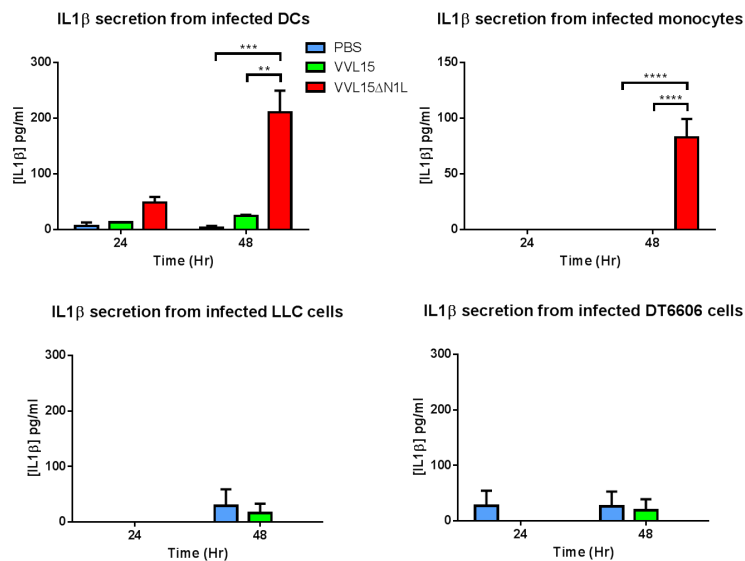 IL1β secretion from infected DCs
PBS
VVL15
VVL15ΔN1L
[IL1β] pg/ml
300
200
100
0
***
**
24
48
Time (Hr)
IL1β secretion from infected monocytes
[IL1β] pg/ml
150
100
50
0
****
****
24
48
Time (Hr)
IL1β secretion from infected LLC cells
[IL1β] pg/ml
300
200
100
0
24
48
Time (Hr)
IL1β secretion from infected DT6606 cells
[IL1β] pg/ml
300
200
100
0
24
48
Time (Hr)